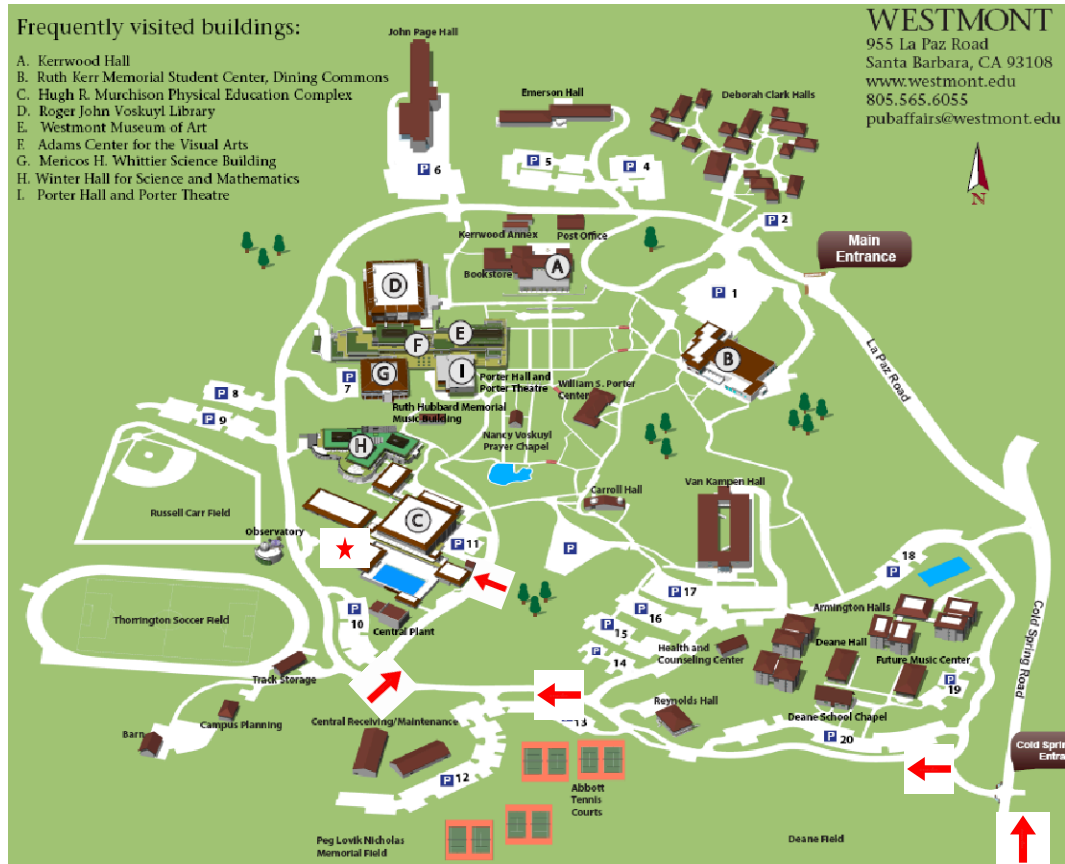 Frequently visited buildings:
A. Kerrwood Hall
B. Ruth Kerr Memorial Student Center, Dining Commons
C. Hugh R. Murchison Physical Education Complex
D. Roger John Voskuyl Library
E. Westmont Museum of Art
F. Adams Center for the Visual Arts
G. Mericos H. Whittier Science Building
H. Winter Hall for Science and Mathematics
I. Porter Hall and Porter Theatre
WESTMONT
955 La Paz Road
Santa Barbara, CA 93108
www.westmont.edu
805.565.6055
pubaffairs@westmont.edu
N
John Page Hall
Emerson Hall
Deborah Clark Halls
P 6
P 5
P 4
P 2
Kerrwood Annex
Post Office
Main
Entrance
Bookstore
A
D
P 1
E
F
B
G
I
P
7
Porter Hall and
Porter Theatre
La Paz Road
William S. Porter
Center
P 8
P 9
Ruth Hubbard Memorial
Music Building
H
Nancy Voskuyl
Prayer Chapel
Van Kampen Hall
Carroll Hall
Russell Carr Field
C
Observatory
P 11
P
18
P
P 17
Cold Spring Road
Armington Halls
P 16
P
15
P
10
Thorrington Soccer Field
Central Plant
Deane Hall
Health and
Counseling Center
P
14
Future Music Center
Track Storage
P
19
Reynolds Hall
Deane School Chapel
Campus Planning
Central Receiving/Maintenance
13
Barn
P 20
Cold Sprin
Entra
P 12
Abbott
Tennis
Courts
Peg Lovik Nicholas
Memorial Field
Deane Field